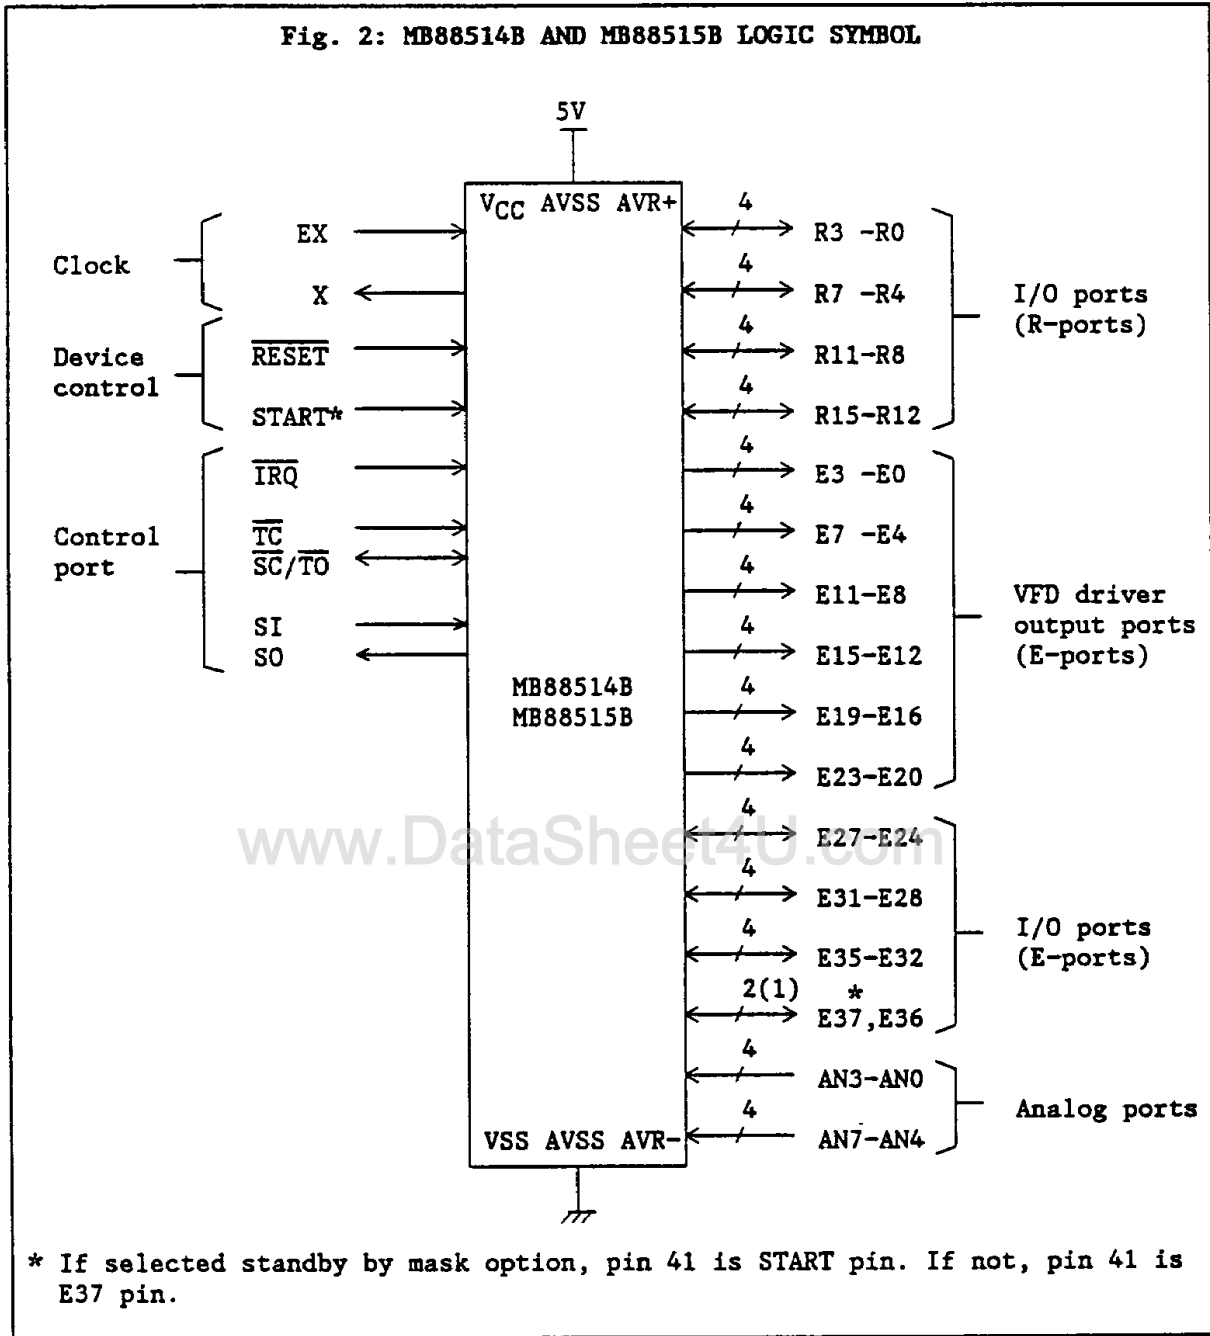 Fig. 2: MB88514B AND MB88515B LOGIC SYMBOL
5V
VCC AVSS AVR+
Clock
EX
X
Device
control
RESET
START*
Control
port
IRQ
TC
SC/TO
SI
SO
MB88514B
MB88515B
4
R3 -R0
4
R7 -R4
4
R11-R8
4
R15-R12
I/O ports
(R-ports)
4
E3 -E0
4
E7 -E4
4
E11-E8
4
E15-E12
4
E19-E16
4
E23-E20
VFD driver
output ports
(E-ports)
4
E27-E24
4
E31-E28
4
E35-E32
2(1) *
E37,E36
I/O ports
(E-ports)
4
AN3-AN0
4
AN7-AN4
Analog ports
VSS AVSS AVR-
www.DataSheet4U.com
* If selected standby by mask option, pin 41 is START pin. If not, pin 41 is
E37 pin.